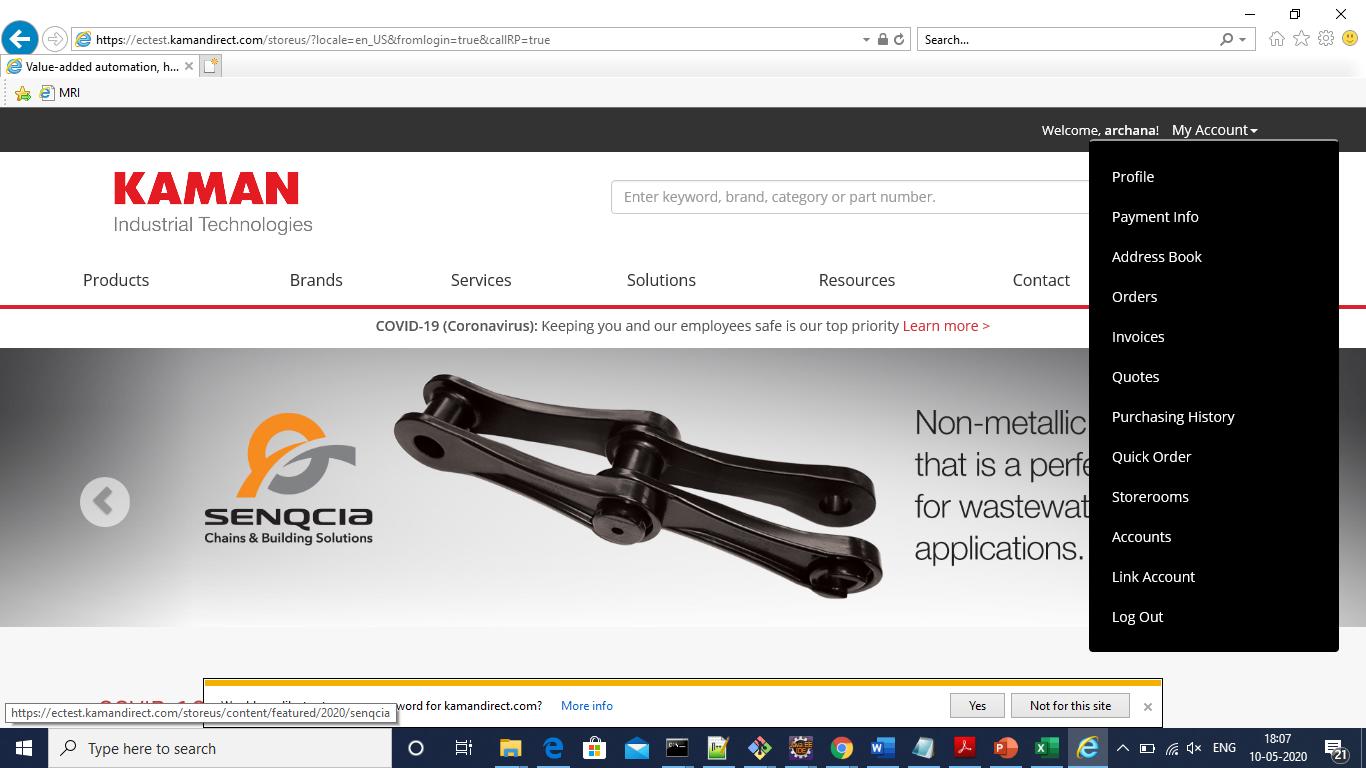 https://ectest.kamandirect.com/storeus/?locale=en_US&fromlogin=true&callRP=true
Search...
Value-added automation, h...
MRI
Welcome, archana! My Account
KAMAN
Industrial Technologies
Enter keyword, brand, category or part number.
Profile
Payment Info
Address Book
Orders
Invoices
Quotes
Purchasing History
Quick Order
Storerooms
Accounts
Link Account
Log Out
Products Brands Services Solutions Resources Contact
COVID-19 (Coronavirus): Keeping you and our employees safe is our top priority Learn more >
SENQCIA
Chains & Building Solutions
Non-metallic
that is a
for
applications.
for kamandirect.com? More info
Yes
Not for this site
https://ectest.kamandirect.com/storeus/content/featured/2020/senqcia
Type here to search
ENG
18:07
10-05-2020
21